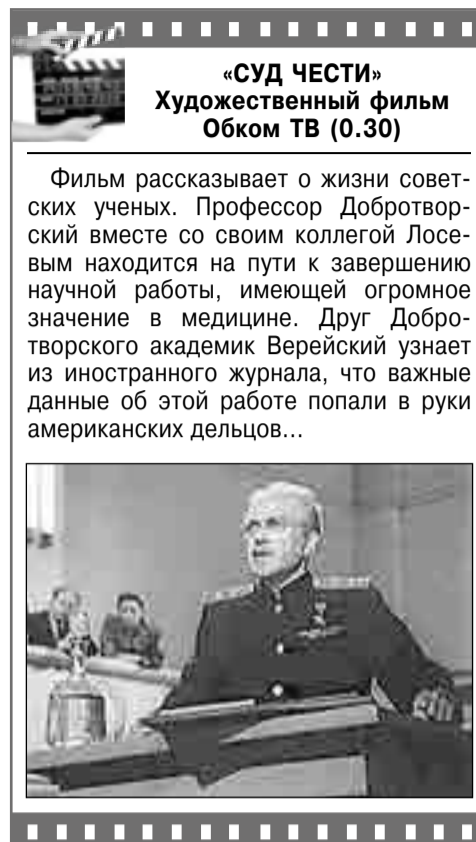 «СУД ЧЕСТИ»
Художественный фильм
Обком ТВ (0.30)
Фильм рассказывает о жизни совет-
ских ученых. Профессор Добротвор-
ский вместе со своим коллегой Лосе-
вым находится на пути к завершению
научной работы, имеющей огромное
значение в медицине. Друг Добро-
творского академик Верейский узнает
из иностранного журнала, что важные
данные об этой работе попали в руки
американских дельцов...